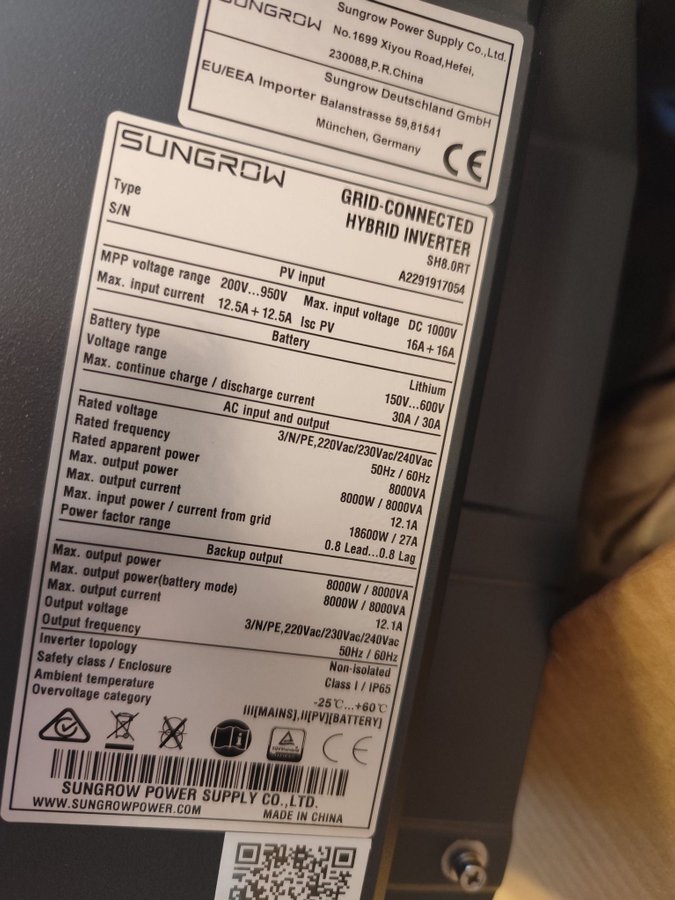 SUNGROW
Sungrow Power Supply Co.,Ltd.
No.1699 Xiyou Road,Hefei,
230088,P.R.China
EU/EEA Importer Sungrow Deutschland GmbH
Balanstrasse 59,81541
München, Germany
CE
SUNGROW
GRID-CONNECTED
HYBRID INVERTER
Type SH8.0RT
S/N A2291917054
PV input
MPP voltage range 200V...950V Max. input voltage DC 1000V
Max. input current 12.5A+12.5A Isc PV 16A+16A
Battery
Battery type Lithium
Voltage range 150V...600V
Max. continue charge / discharge current 30A / 30A
AC input and output
Rated voltage 3/N/PE,220Vac/230Vac/240Vac
Rated frequency 50Hz / 60Hz
Rated apparent power 8000VA
Max. output power 8000W / 8000VA
Max. output current 12.1A
Max. input power / current from grid 18600W / 27A
Power factor range 0.8 Lead...0.8 Lag
Backup output
Max. output power 8000W / 8000VA
Max. output power(battery mode) 8000W / 8000VA
Max. output current 12.1A
Output voltage 3/N/PE,220Vac/230Vac/240Vac
Output frequency 50Hz / 60Hz
Inverter topology Non-isolated
Safety class / Enclosure Class I / IP65
Ambient temperature -25℃...+60℃
Overvoltage category III[MAINS],II[PV][BATTERY]
CE
SUNGROW POWER SUPPLY CO.,LTD.
WWW.SUNGROWPOWER.COM MADE IN CHINA